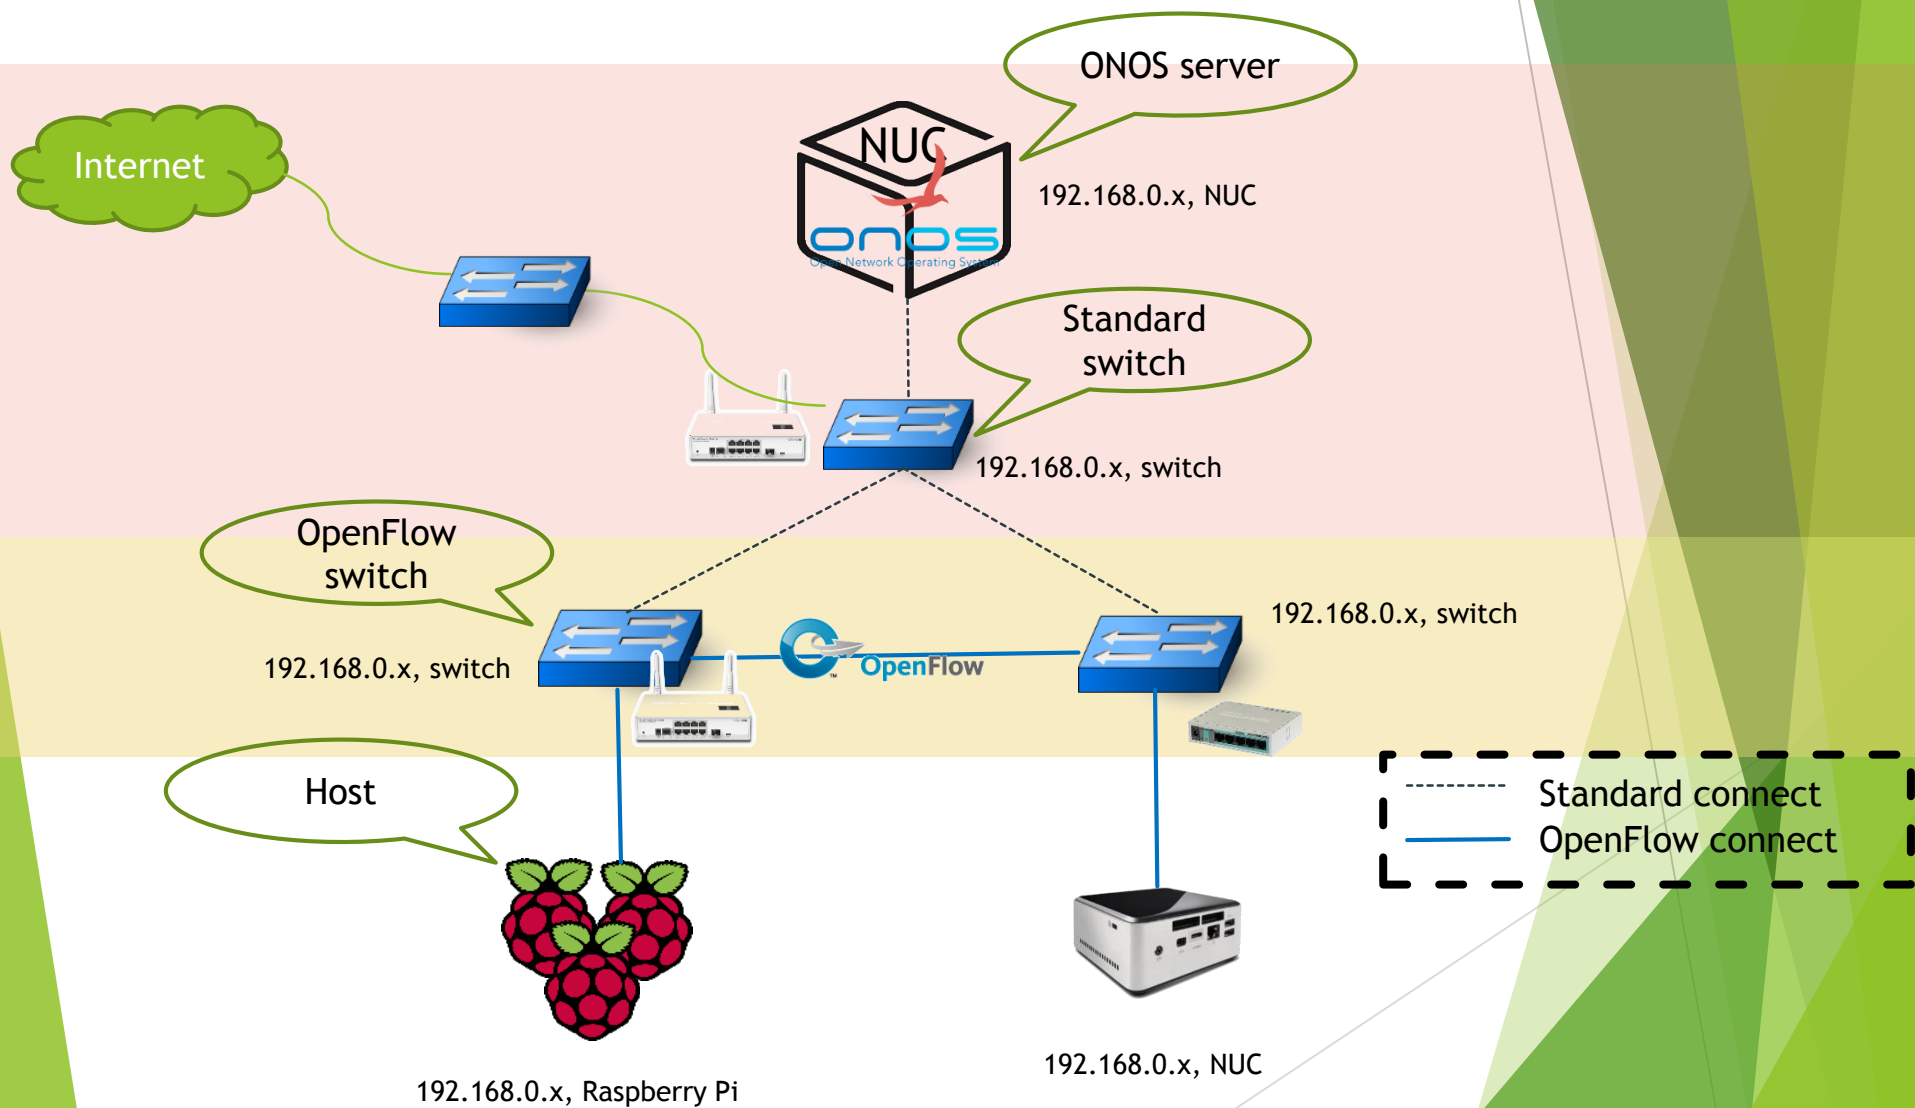 ONOS server
NUC
Internet
192.168.0.x, NUC
onos
Open Network Operating System
Standard
switch
192.168.0.x, switch
OpenFlow
switch
192.168.0.x, switch
OpenFlow
TM
192.168.0.x, switch
Host
Standard connect
OpenFlow connect
192.168.0.x, NUC
192.168.0.x, Raspberry Pi